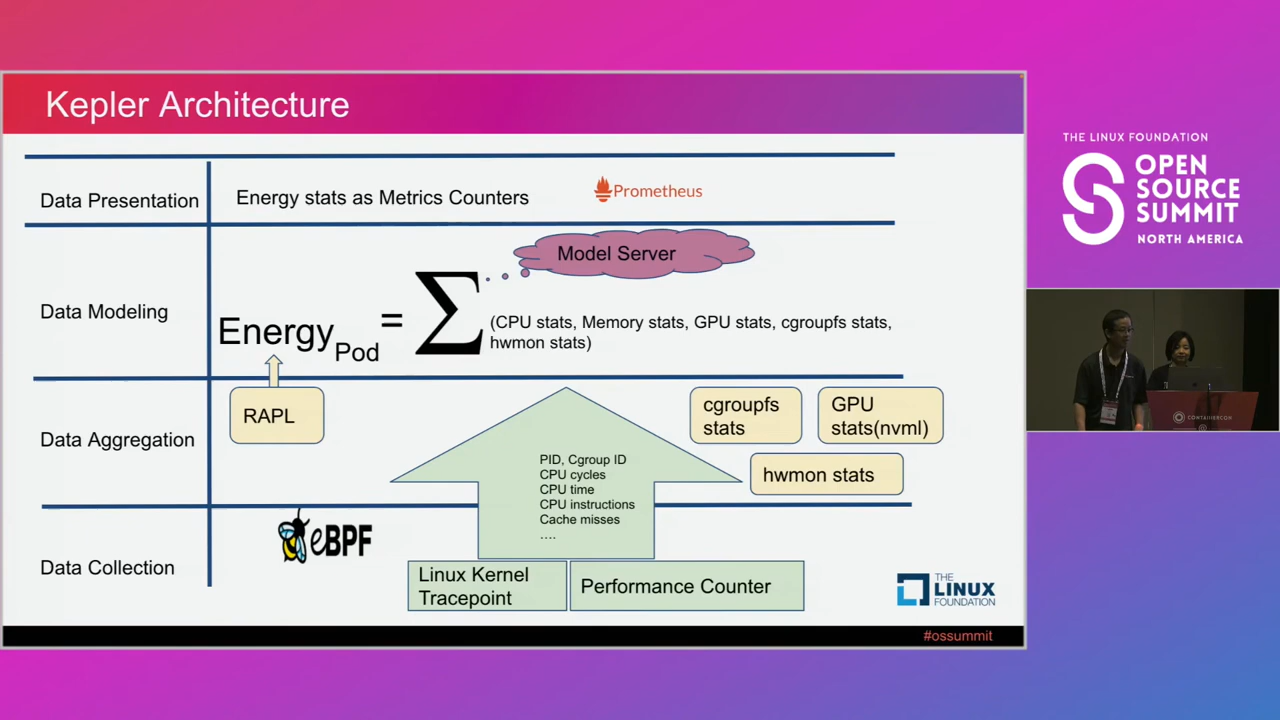 Kepler Architecture
Data Presentation
Energy stats as Metrics Counters
Prometheus
Data Modeling
Model Server
Energy Pod = ∑
(CPU stats, Memory stats, GPU stats, cgroupfs stats,
hwmon stats)
Data Aggregation
RAPL
cgroupfs
stats
GPU
stats(nvml)
hwmon stats
PID, Cgroup ID
CPU cycles
CPU time
CPU instructions
Cache misses
....
Data Collection
eBPF
Linux Kernel
Tracepoint
Performance Counter
THE
LINUX
FOUNDATION
#ossummit
THE LINUX FOUNDATION
OPEN
SOURCE
SUMMIT
NORTH AMERICA
CONTAINERCON